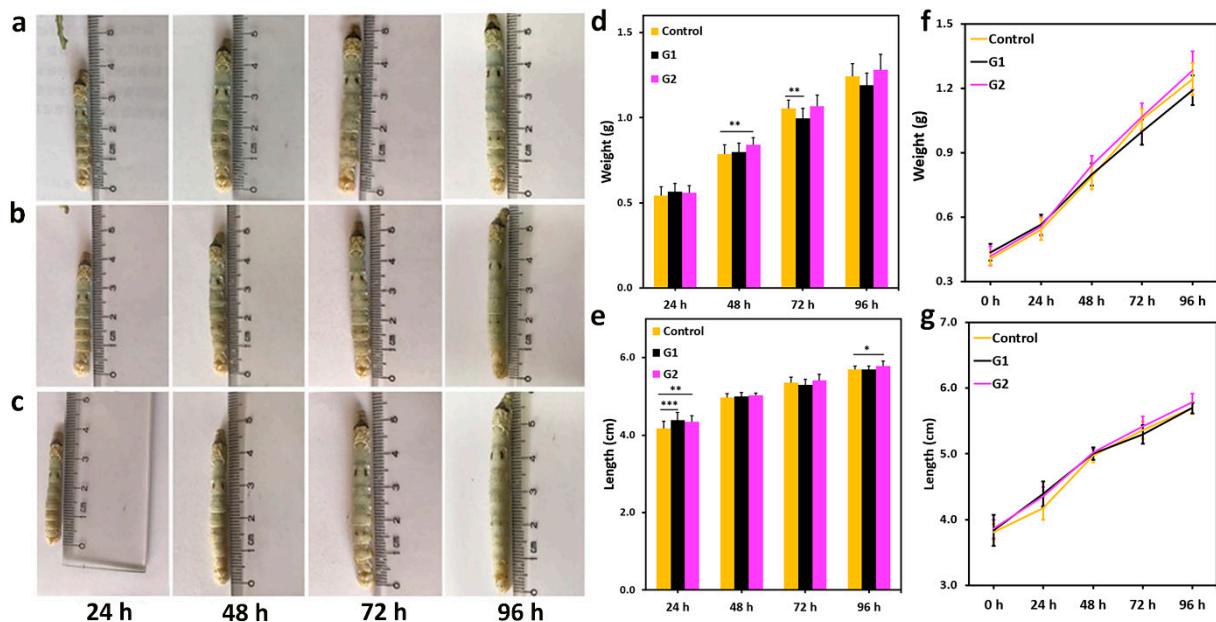 a
b
c
24 h 48 h 72 h 96 h
d
Control
G1
G2
Weight (g)
1.5
1.0
0.5
0.0
**
**
24 h 48 h 72 h 96 h
e
Control
G1
G2
Length (cm)
6.0
4.0
2.0
0.0
**
***
*
24 h 48 h 72 h 96 h
f
Control
G1
G2
Weight (g)
1.5
1.2
0.9
0.6
0.3
0 h 24 h 48 h 72 h 96 h
g
Control
G1
G2
Length (cm)
7.0
6.0
5.0
4.0
3.0
0 h 24 h 48 h 72 h 96 h